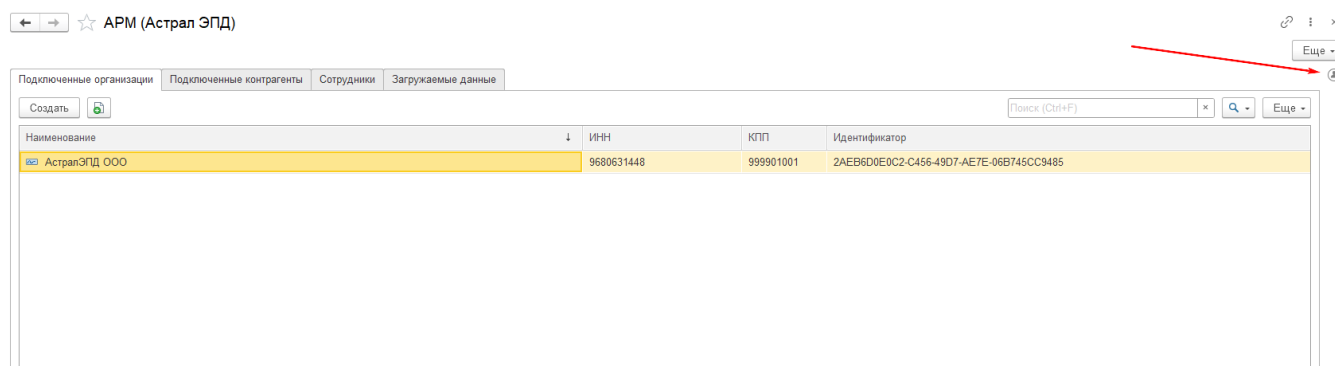 АРМ (Астрал ЭПД)
Еще
Подключенные организации Подключенные контрагенты Сотрудники Загружаемые данные
Создать Поиск (Ctrl+F) × Еще
Наименование ↓ ИНН КПП Идентификатор
АстралЭПД ООО 9680631448 999901001 2AEB6D0E0C2-C456-49D7-AE7E-06B745CC9485